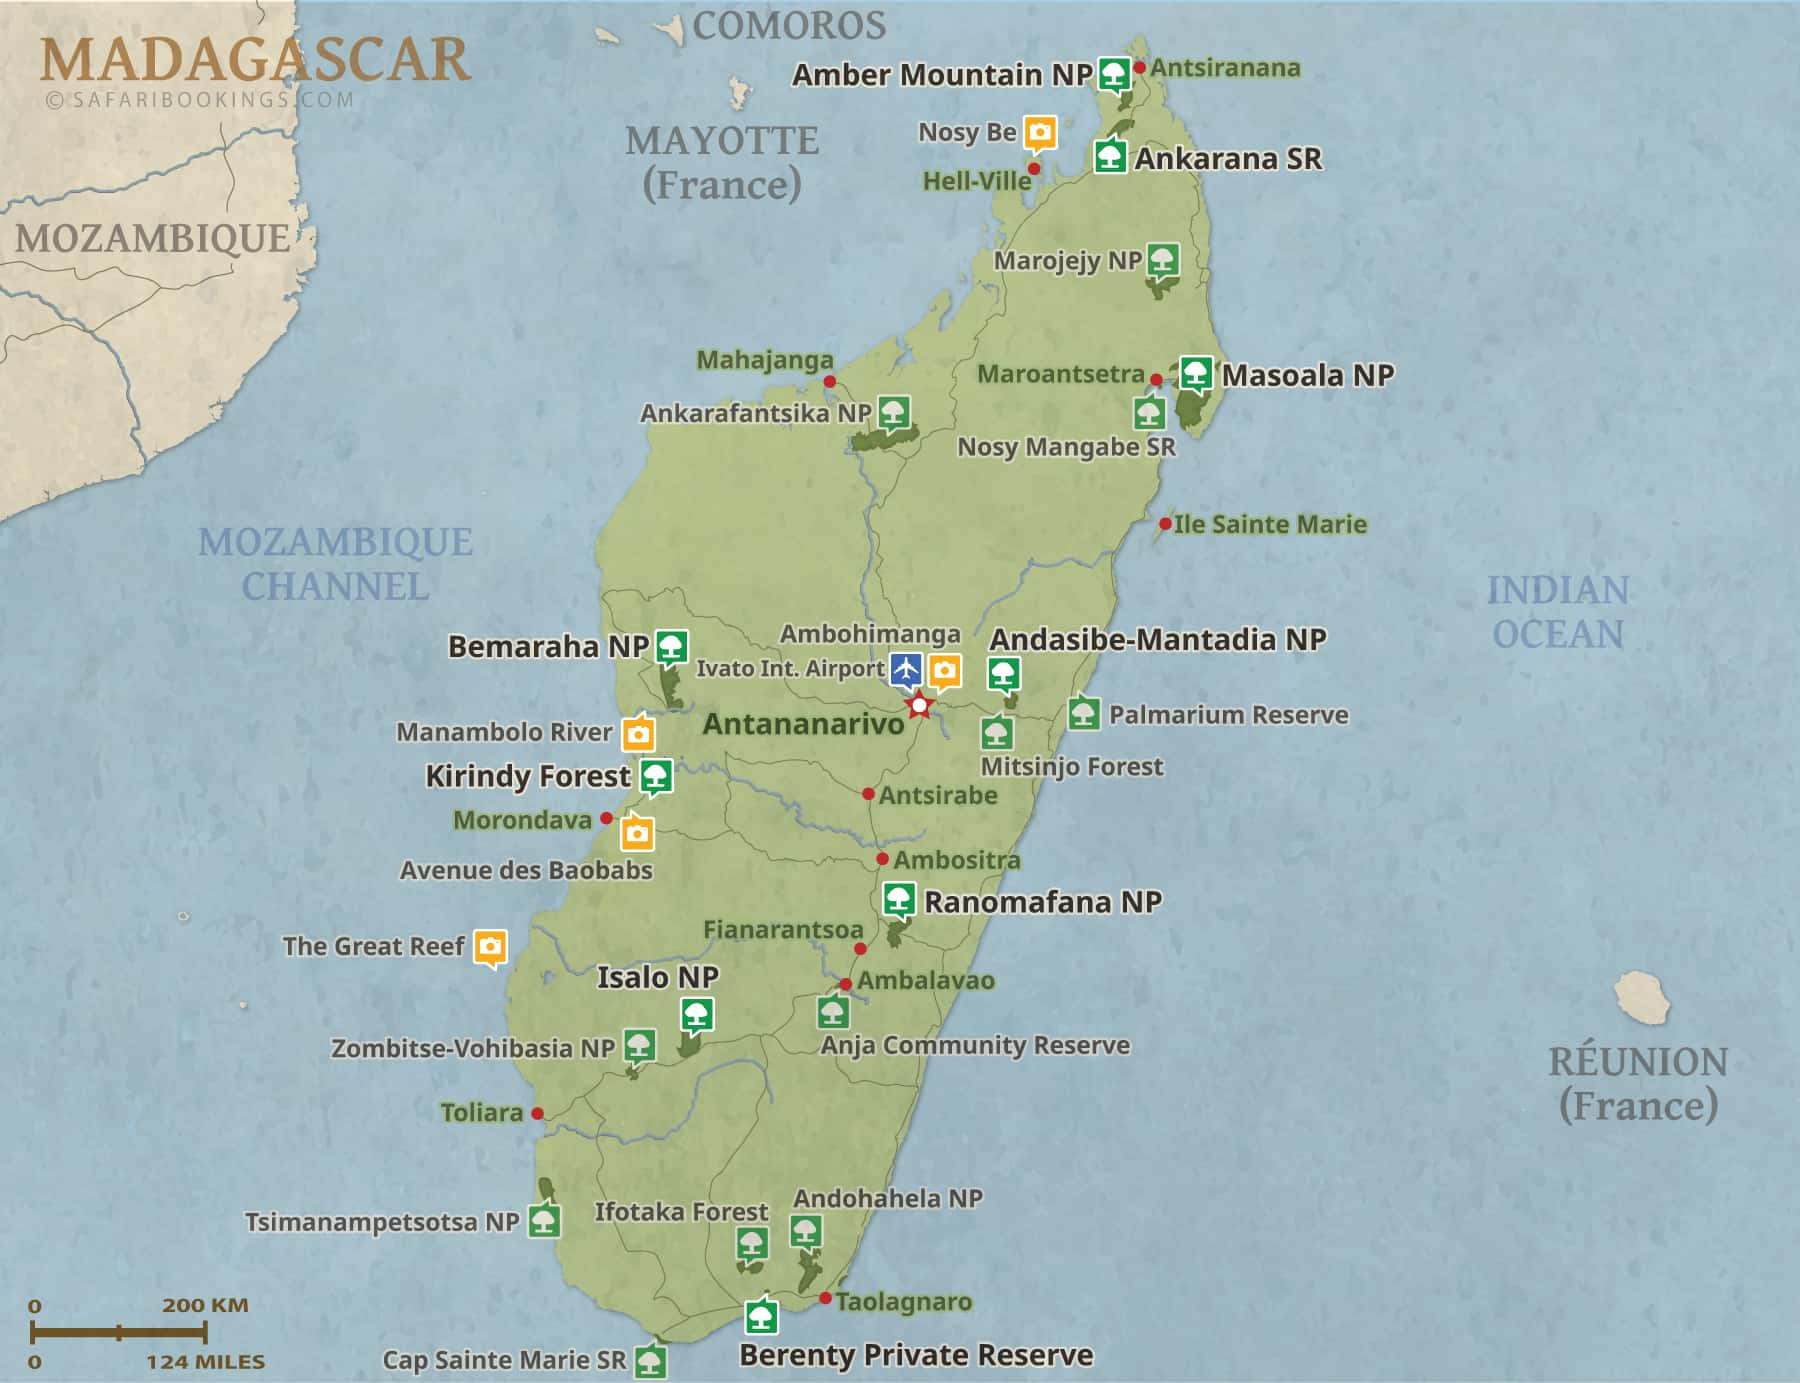 COMOROS
MADAGASCAR
© SAFARIBOOKINGS.COM
Amber Mountain NP
Antsiranana
MAYOTTE
(France)
Nosy Be
Ankarana SR
Hell-Ville
MOZAMBIQUE
Marojejy NP
Mahajanga
Maroantsetra
Masoala NP
Ankarafantsika NP
Nosy Mangabe SR
Ile Sainte Marie
MOZAMBIQUE
CHANNEL
INDIAN
OCEAN
Ambohimanga
Andasibe-Mantadia NP
Bemaraha NP
Ivato Int. Airport
Antananarivo
Palmarium Reserve
Manambolo River
Mitsinjo Forest
Kirindy Forest
Antsirabe
Morondava
Ambositra
Avenue des Baobabs
Ranomafana NP
Fianarantsoa
The Great Reef
Isalo NP
Ambalavao
Anja Community Reserve
Zombitse-Vohibasia NP
RÉUNION
(France)
Toliara
Andohahela NP
Ifotaka Forest
Tsimanampetsotsa NP
Taolagnaro
0 200 KM
0 124 MILES
Berenty Private Reserve
Cap Sainte Marie SR